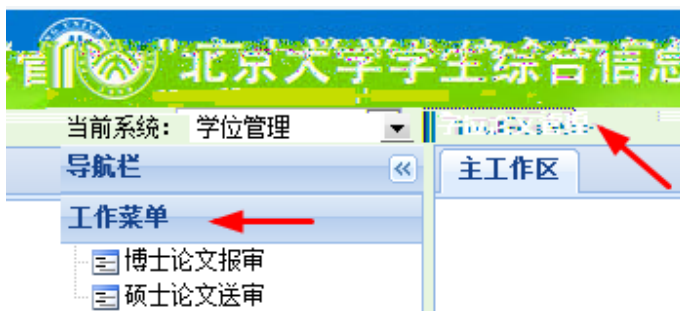 北京大学学生综合信息
当前系统： 学位管理
导航栏
主工作区
工作菜单
博士论文报审
硕士论文送审